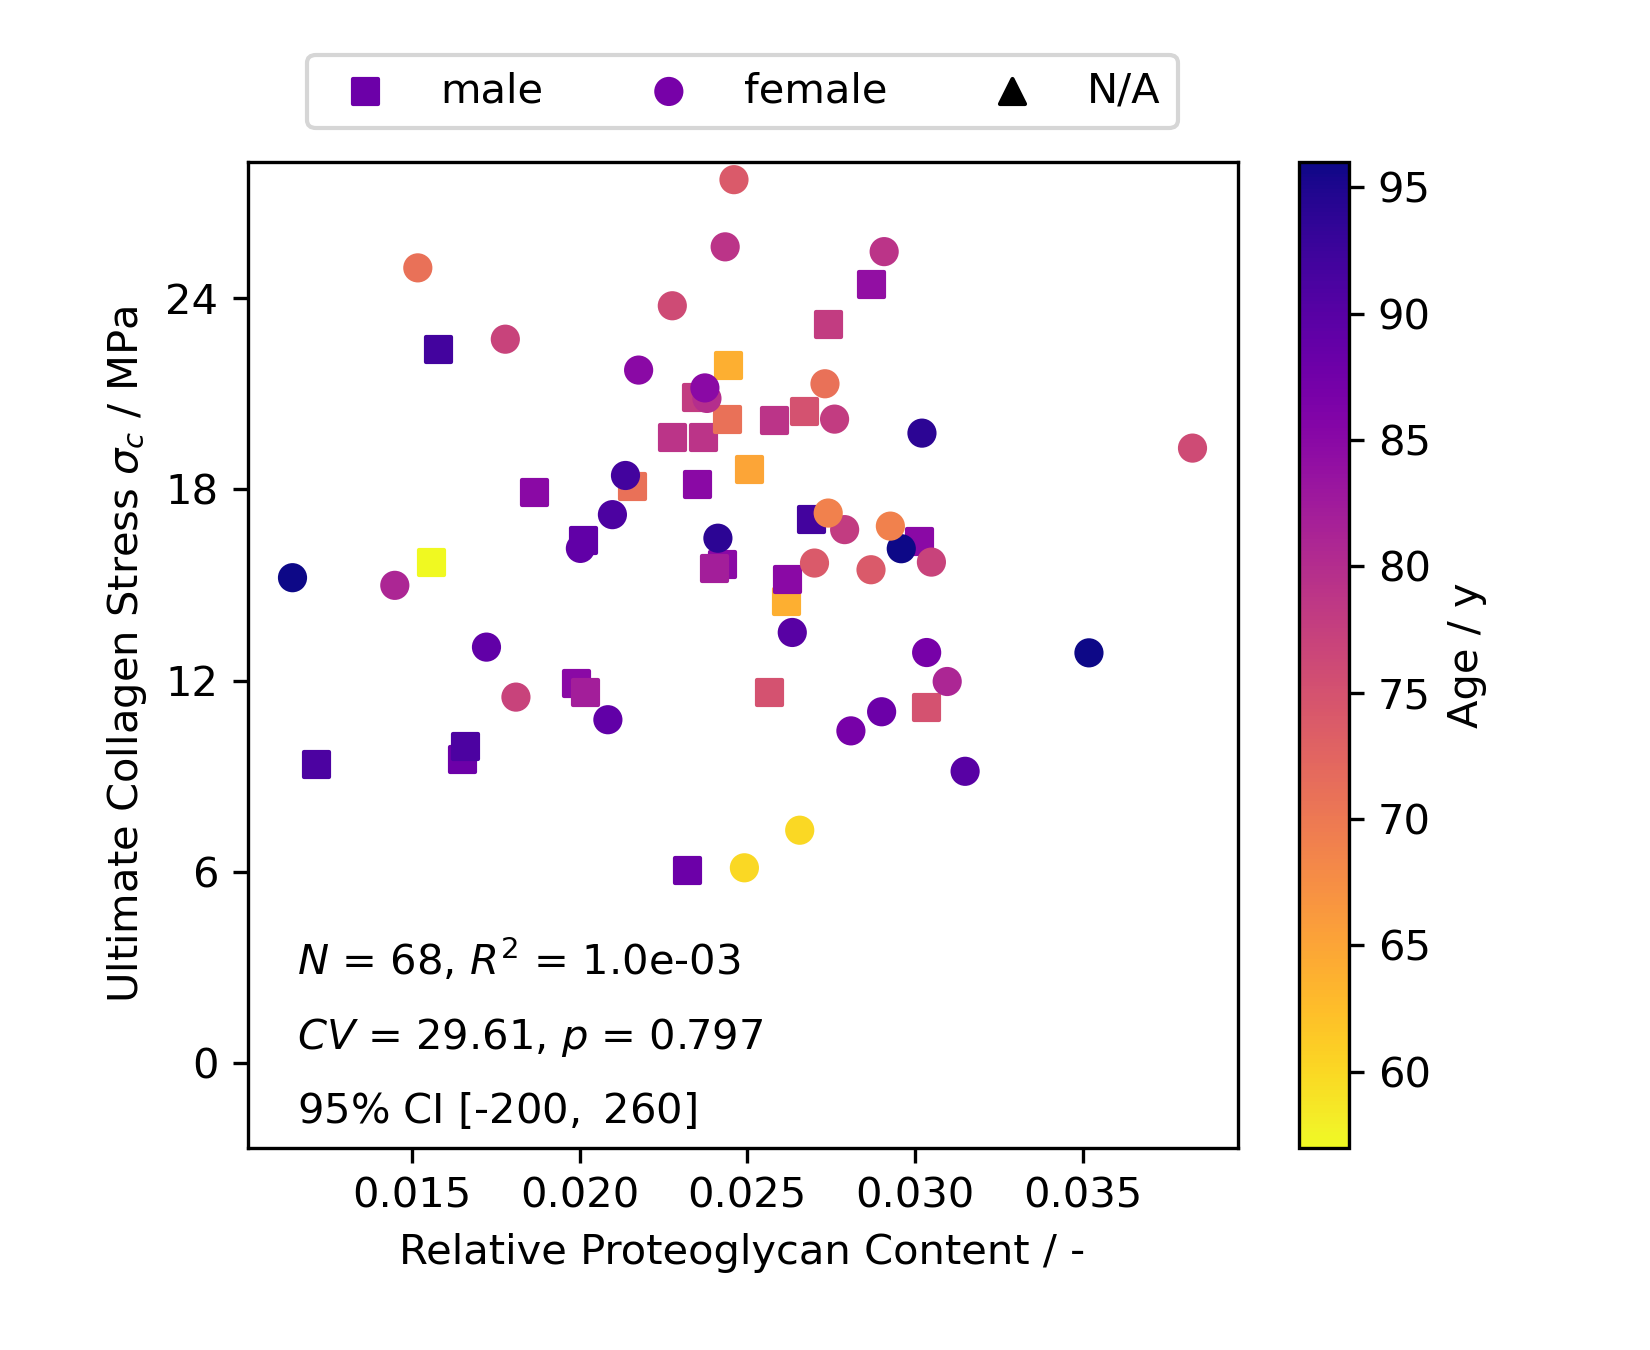 male female N/A
24
18
12
6
0
Ultimate Collagen Stress σc / MPa
N = 68, R² = 1.0e-03
CV = 29.61, p = 0.797
95% CI [-200, 260]
0.015 0.020 0.025 0.030 0.035
Relative Proteoglycan Content / -
95
90
85
80
75
70
65
60
Age / y